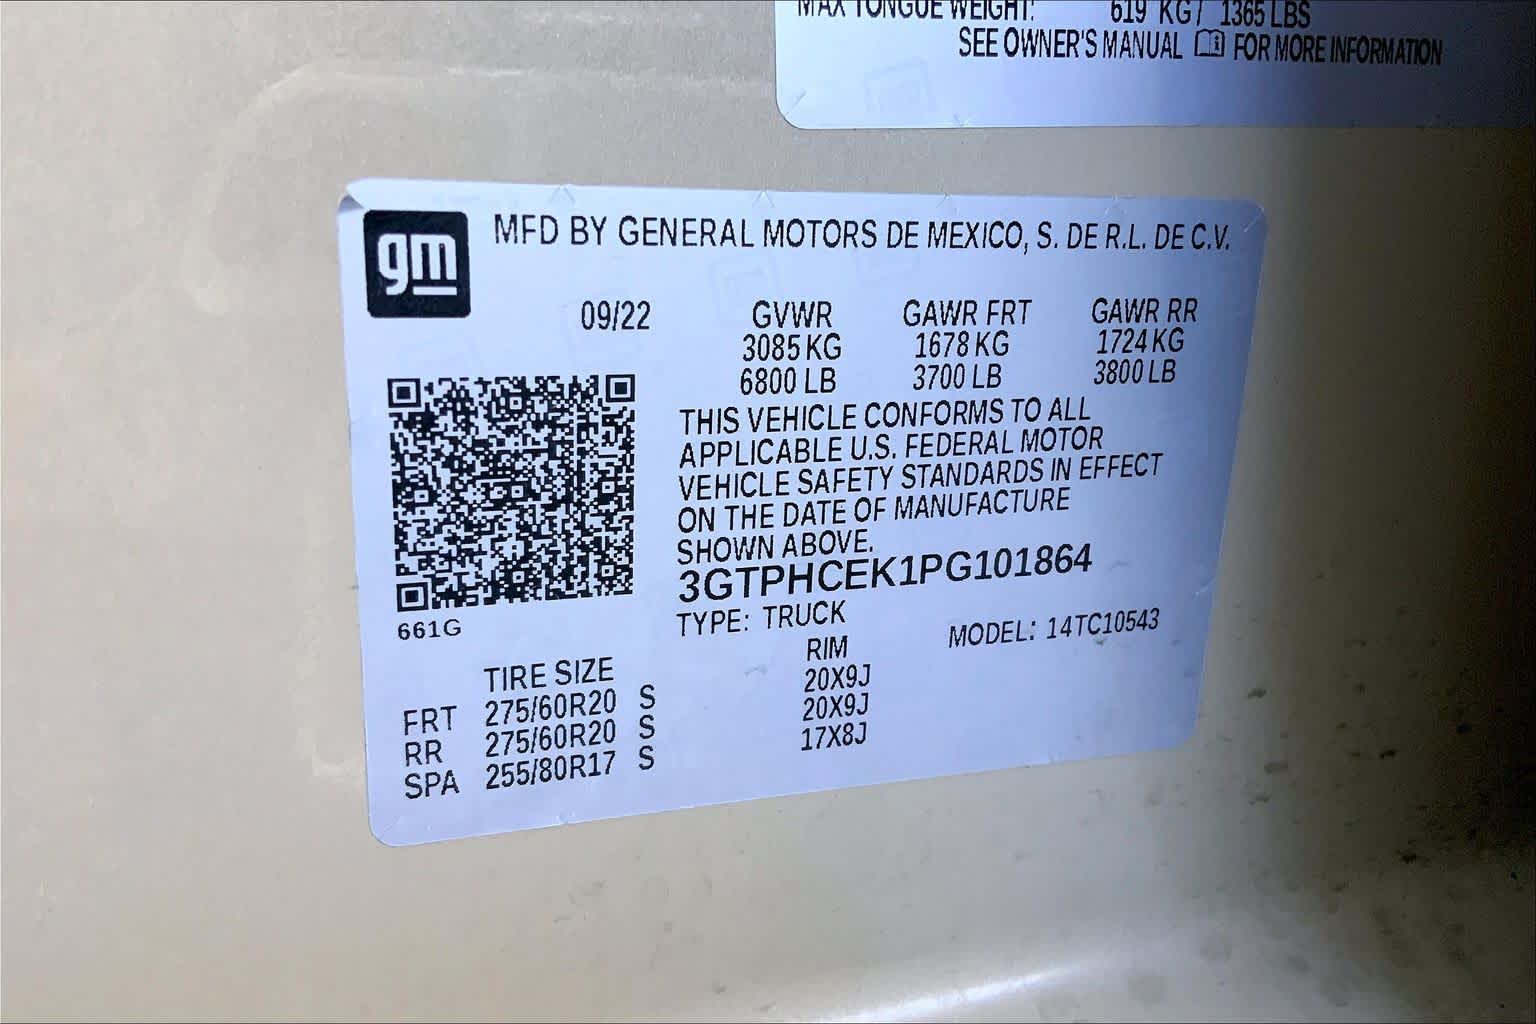 MAX TONGUE WEIGHT: 619 KG / 1365 LBS
SEE OWNER'S MANUAL FOR MORE INFORMATION
gm
MFD BY GENERAL MOTORS DE MEXICO, S. DE R.L. DE C.V.
09/22 GVWR GAWR FRT GAWR RR
3085 KG 1678 KG 1724 KG
6800 LB 3700 LB 3800 LB
THIS VEHICLE CONFORMS TO ALL
APPLICABLE U.S. FEDERAL MOTOR
VEHICLE SAFETY STANDARDS IN EFFECT
ON THE DATE OF MANUFACTURE
SHOWN ABOVE.
3GTPHCEK1PG101864
661G
TYPE: TRUCK MODEL: 14TC10543
TIRE SIZE RIM
FRT 275/60R20 S 20X9J
RR 275/60R20 S 20X9J
SPA 255/80R17 S 17X8J